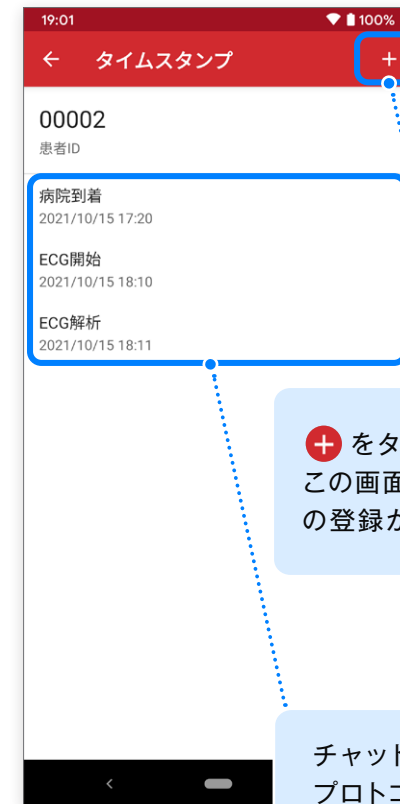 19:01 100%
← タイムスタンプ +
00002
患者ID
病院到着
2021/10/15 17:20
ECG開始
2021/10/15 18:10
ECG解析
2021/10/15 18:11
+ をタ
この画面
の登録か
チャット
プロトコ